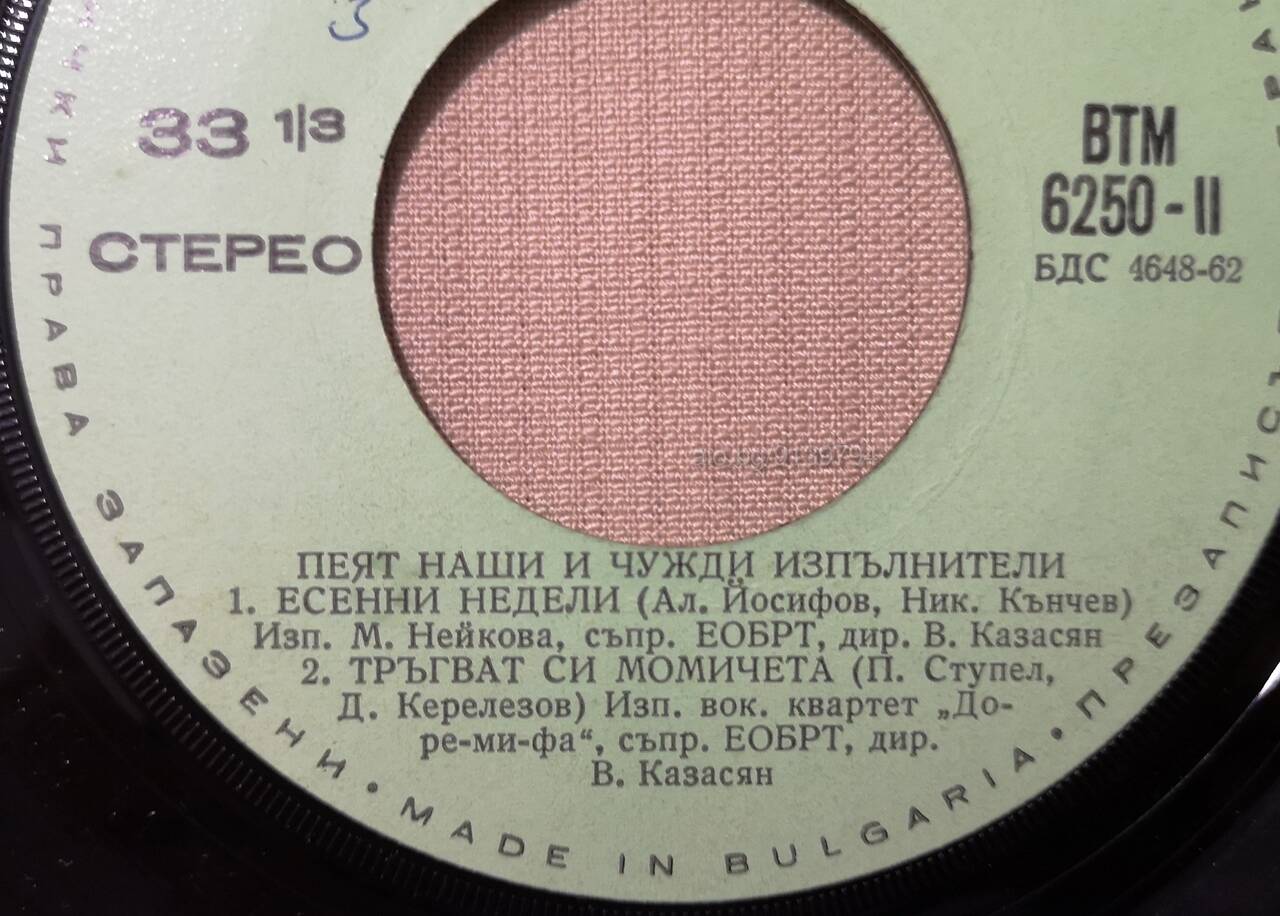 3
33 1/3
СТЕРЕО
ВТМ
6250-II
БДС 4648-62
ПЕЯТ НАШИ И ЧУЖДИ ИЗПЪЛНИТЕЛИ
1. ЕСЕННИ НЕДЕЛИ (Ал. Йосифов, Ник. Кънчев)
Изп. М. Нейкова, съпр. ЕОБРТ, дир. В. Казасян
2. ТРЪГВАТ СИ МОМИЧЕТА (П. Ступел,
Д. Керелезов) Изп. вок. квартет „До-
ре-ми-фа“, съпр. ЕОБРТ, дир.
В. Казасян
ПРАВА ЗАПАЗЕНИ • MADE IN BULGARIA •